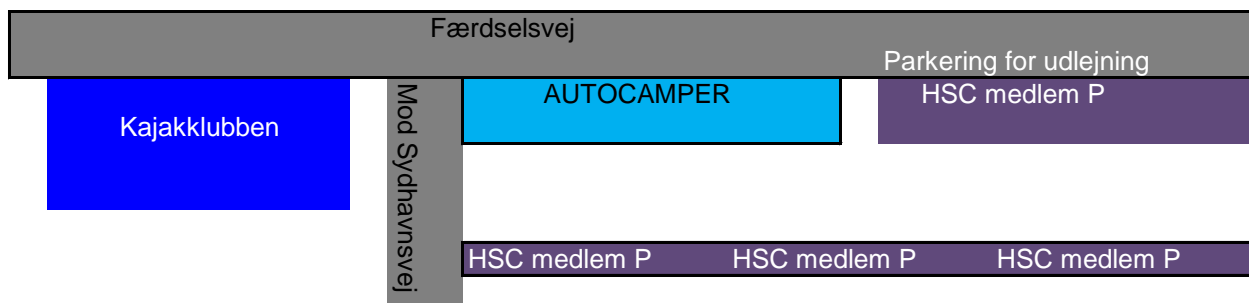 Færdselsvej
Parkering for udlejning
AUTOCAMPER
HSC medlem P
Kajakklubben
Mod Sydhavnsvej
HSC medlem P HSC medlem P HSC medlem P